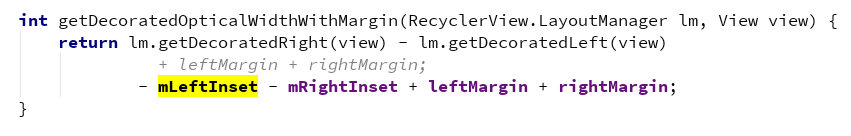 int getDecoratedOpticalWidthWithMargin(RecyclerView.LayoutManager lm, View view) {
return lm.getDecoratedRight(view) - lm.getDecoratedLeft(view)
+ leftMargin + rightMargin;
- mLeftInset - mRightInset + leftMargin + rightMargin;
}